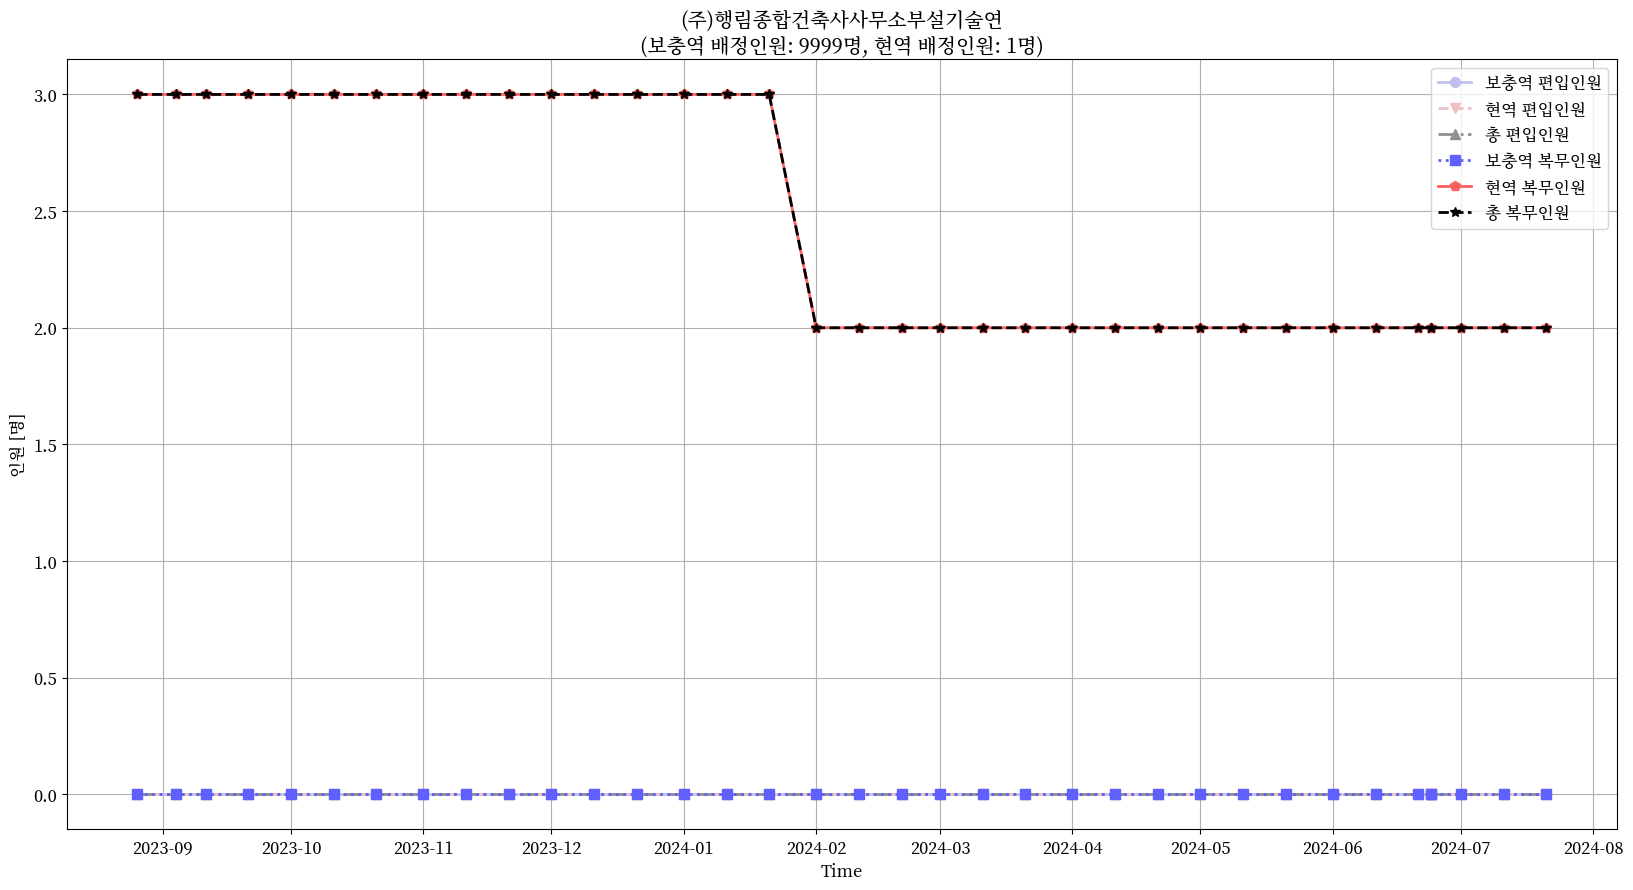 (주)행림종합건축사사무소부설기술연
(보충역 배정인원: 9999명, 현역 배정인원: 1명)
보충역 편입인원
현역 편입인원
총 편입인원
보충역 복무인원
현역 복무인원
총 복무인원
인원 [명]
3.0
2.5
2.0
1.5
1.0
0.5
0.0
2023-09 2023-10 2023-11 2023-12 2024-01 2024-02 2024-03 2024-04 2024-05 2024-06 2024-07 2024-08
Time